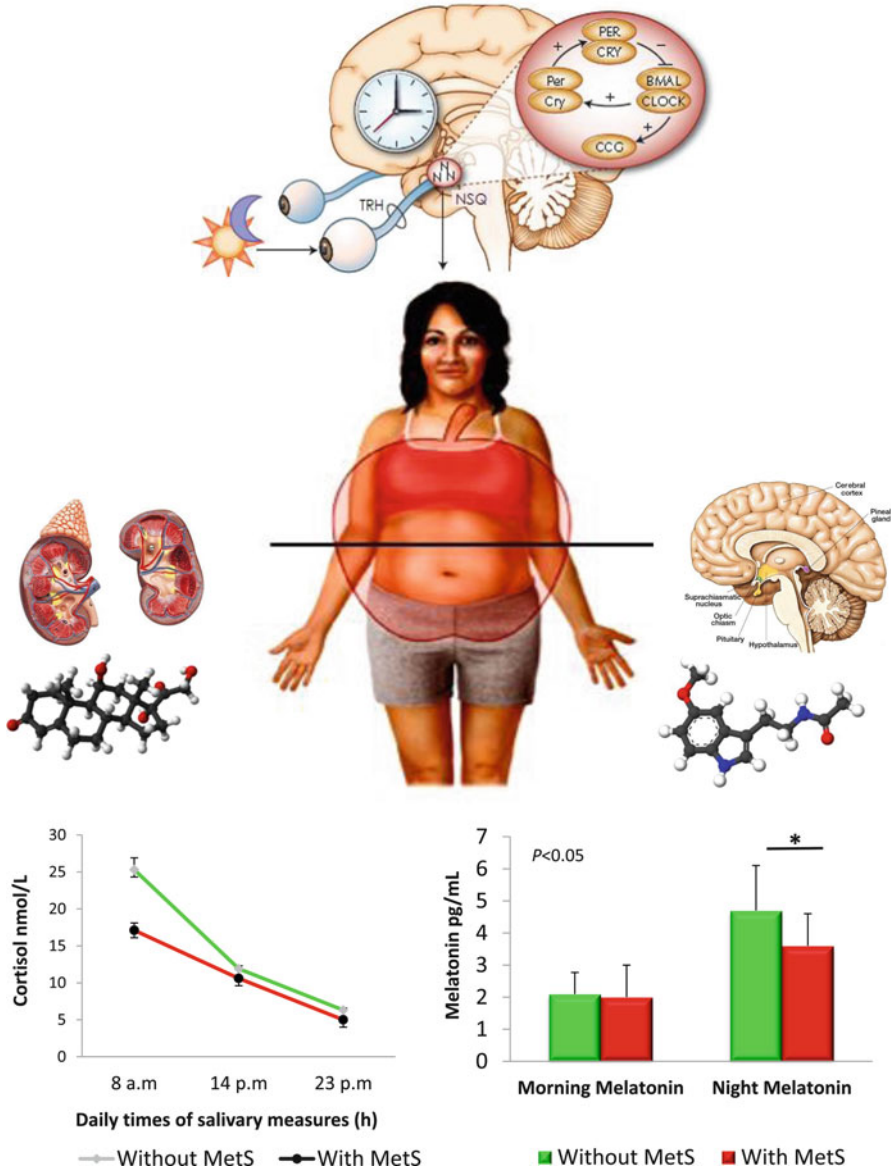 PER
CRY
+
−
Per
Cry
BMAL
CLOCK
+
+
CCG
N N N
TRH
NSQ
Cerebral
cortex
Pineal
gland
Suprachiasmatic
nucleus
Optic
chiasm
Pituitary
Hypothalamus
Cortisol nmol/L
30
25
20
15
10
5
0
8 a.m
14 p.m
23 p.m
Daily times of salivary measures (h)
Without MetS
With MetS
Melatonin pg/mL
7
6
5
4
3
2
1
0
P<0.05
*
Morning Melatonin
Night Melatonin
Without MetS
With MetS